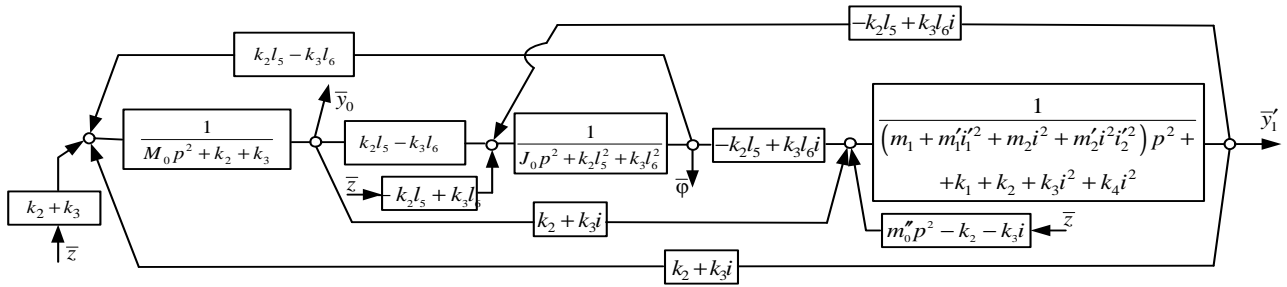 −k₂l₅ + k₃l₆i
k₂l₅ − k₃l₆
ȳ₀
1
M₀p² + k₂ + k₃
k₂l₅ − k₃l₆
1
J₀p² + k₂l₅² + k₃l₆²
−k₂l₅ + k₃l₆i
1
(m₁ + m₁′i₁′² + m₂i² + m₂′i²i₂′²) p² +
+k₁ + k₂ + k₃i² + k₄i²
ȳ₁′
z̄
−k₂l₅ + k₃l₆
φ̄
k₂ + k₃
z̄
k₂ + k₃i
m₀″p² − k₂ − k₃i
z̄
k₂ + k₃i